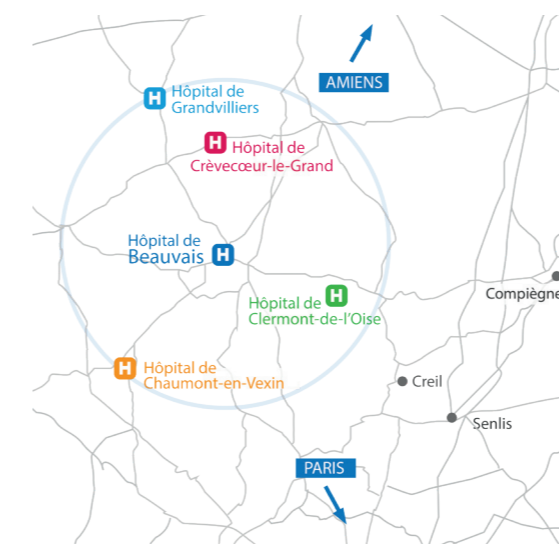 AMIENS
H
Hôpital de
Grandvilliers
H
Hôpital de
Crèvecœur-le-Grand
Hôpital de
Beauvais
H
Compiègne
Hôpital de
Clermont-de-l'Oise
H
H
Hôpital de
Chaumont-en-Vexin
Creil
Senlis
PARIS